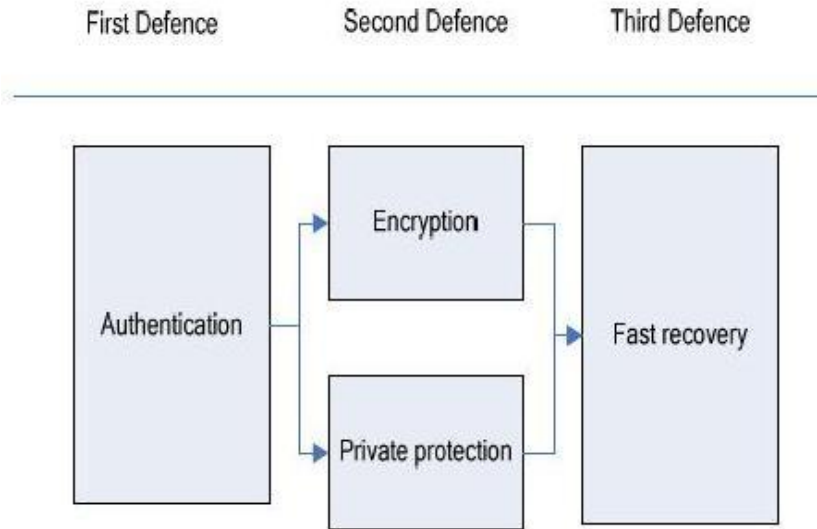 First Defence
Second Defence
Third Defence
Authentication
Encryption
Private protection
Fast recovery